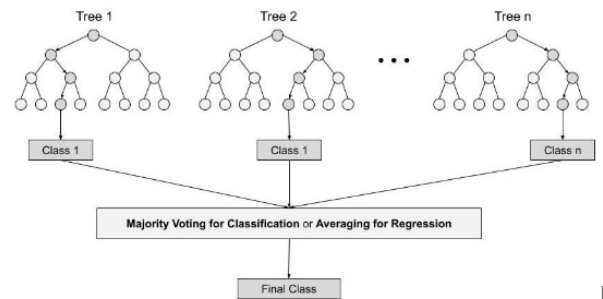 Tree 1
Tree 2
Tree n
Class 1
Class 1
Class n
Majority Voting for Classification or Averaging for Regression
Final Class